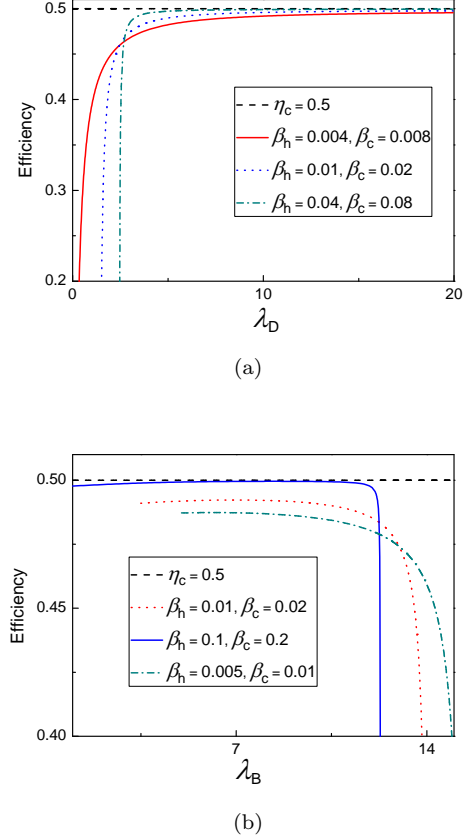 0.5
0.4
0.3
0.2
Efficiency
η_c = 0.5
β_h = 0.004, β_c = 0.008
β_h = 0.01, β_c = 0.02
β_h = 0.04, β_c = 0.08
0 5 10 15 20
λ_D
(a)
0.50
0.45
0.40
Efficiency
η_c = 0.5
β_h = 0.01, β_c = 0.02
β_h = 0.1, β_c = 0.2
β_h = 0.005, β_c = 0.01
7 14
λ_B
(b)